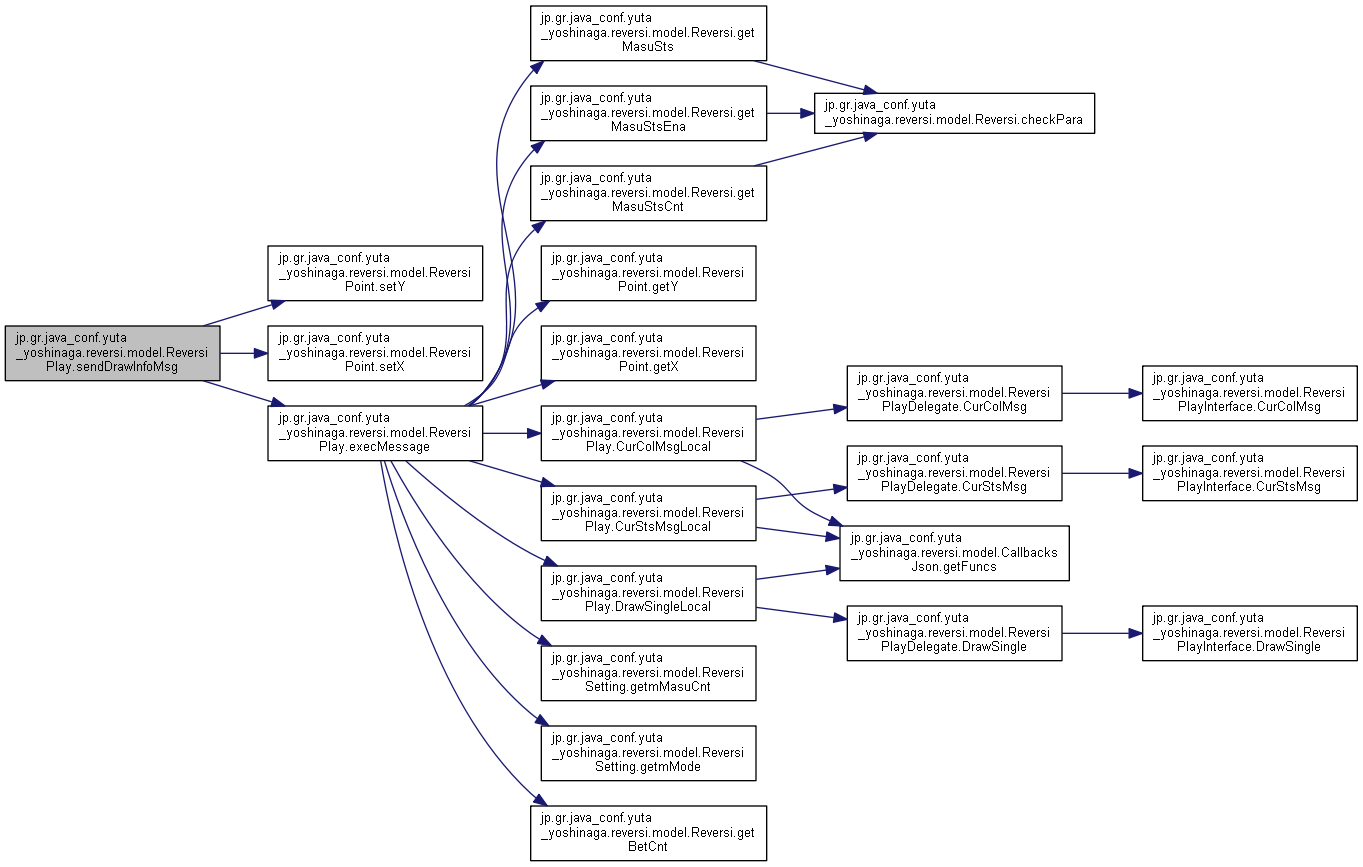 jp.gr.java_conf.yuta
_yoshinaga.reversi.model.Reversi
Play.sendDrawInfoMsg
jp.gr.java_conf.yuta
_yoshinaga.reversi.model.Reversi
Point.setY
jp.gr.java_conf.yuta
_yoshinaga.reversi.model.Reversi
Point.setX
jp.gr.java_conf.yuta
_yoshinaga.reversi.model.Reversi
Play.execMessage
jp.gr.java_conf.yuta
_yoshinaga.reversi.model.Reversi.get
MasuSts
jp.gr.java_conf.yuta
_yoshinaga.reversi.model.Reversi.get
MasuStsEna
jp.gr.java_conf.yuta
_yoshinaga.reversi.model.Reversi.get
MasuStsCnt
jp.gr.java_conf.yuta
_yoshinaga.reversi.model.Reversi
Point.getY
jp.gr.java_conf.yuta
_yoshinaga.reversi.model.Reversi
Point.getX
jp.gr.java_conf.yuta
_yoshinaga.reversi.model.Reversi
Play.CurColMsgLocal
jp.gr.java_conf.yuta
_yoshinaga.reversi.model.Reversi
Play.CurStsMsgLocal
jp.gr.java_conf.yuta
_yoshinaga.reversi.model.Reversi
Play.DrawSingleLocal
jp.gr.java_conf.yuta
_yoshinaga.reversi.model.Reversi
Setting.getmMasuCnt
jp.gr.java_conf.yuta
_yoshinaga.reversi.model.Reversi
Setting.getmMode
jp.gr.java_conf.yuta
_yoshinaga.reversi.model.Reversi.get
BetCnt
jp.gr.java_conf.yuta
_yoshinaga.reversi.model.Reversi.checkPara
jp.gr.java_conf.yuta
_yoshinaga.reversi.model.Reversi
PlayDelegate.CurColMsg
jp.gr.java_conf.yuta
_yoshinaga.reversi.model.Reversi
PlayDelegate.CurStsMsg
jp.gr.java_conf.yuta
_yoshinaga.reversi.model.Callbacks
Json.getFuncs
jp.gr.java_conf.yuta
_yoshinaga.reversi.model.Reversi
PlayDelegate.DrawSingle
jp.gr.java_conf.yuta
_yoshinaga.reversi.model.Reversi
PlayInterface.CurColMsg
jp.gr.java_conf.yuta
_yoshinaga.reversi.model.Reversi
PlayInterface.CurStsMsg
jp.gr.java_conf.yuta
_yoshinaga.reversi.model.Reversi
PlayInterface.DrawSingle